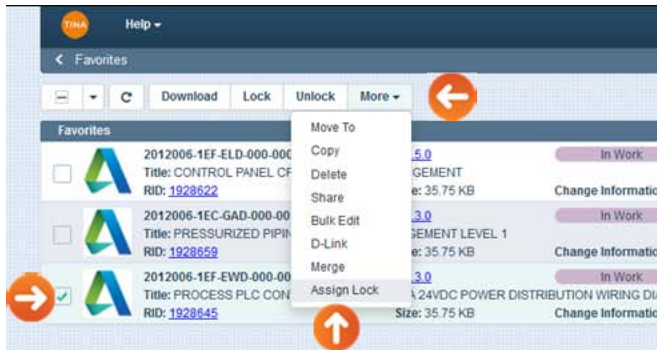 TINA Help
Favorites
Download Lock Unlock More
Favorites
Move To
Copy
Delete
Share
Bulk Edit
D-Link
Merge
Assign Lock
2012006-1EF-ELD-000-000 .5.0 In Work
Title: CONTROL PANEL GEMENT
RID: 1928622 e: 35.75 KB Change Informatio
2012006-1EC-GAD-000-00 .3.0 In Work
Title: PRESSURIZED PIPIN GEMENT LEVEL 1
RID: 1928659 e: 35.75 KB Change Informatio
2012006-1EF-EWD-000-00 .3.0 In Work
Title: PROCESS PLC CON A 24VDC POWER DISTRIBUTION WIRING DI
RID: 1928645 Size: 35.75 KB Change Informatio